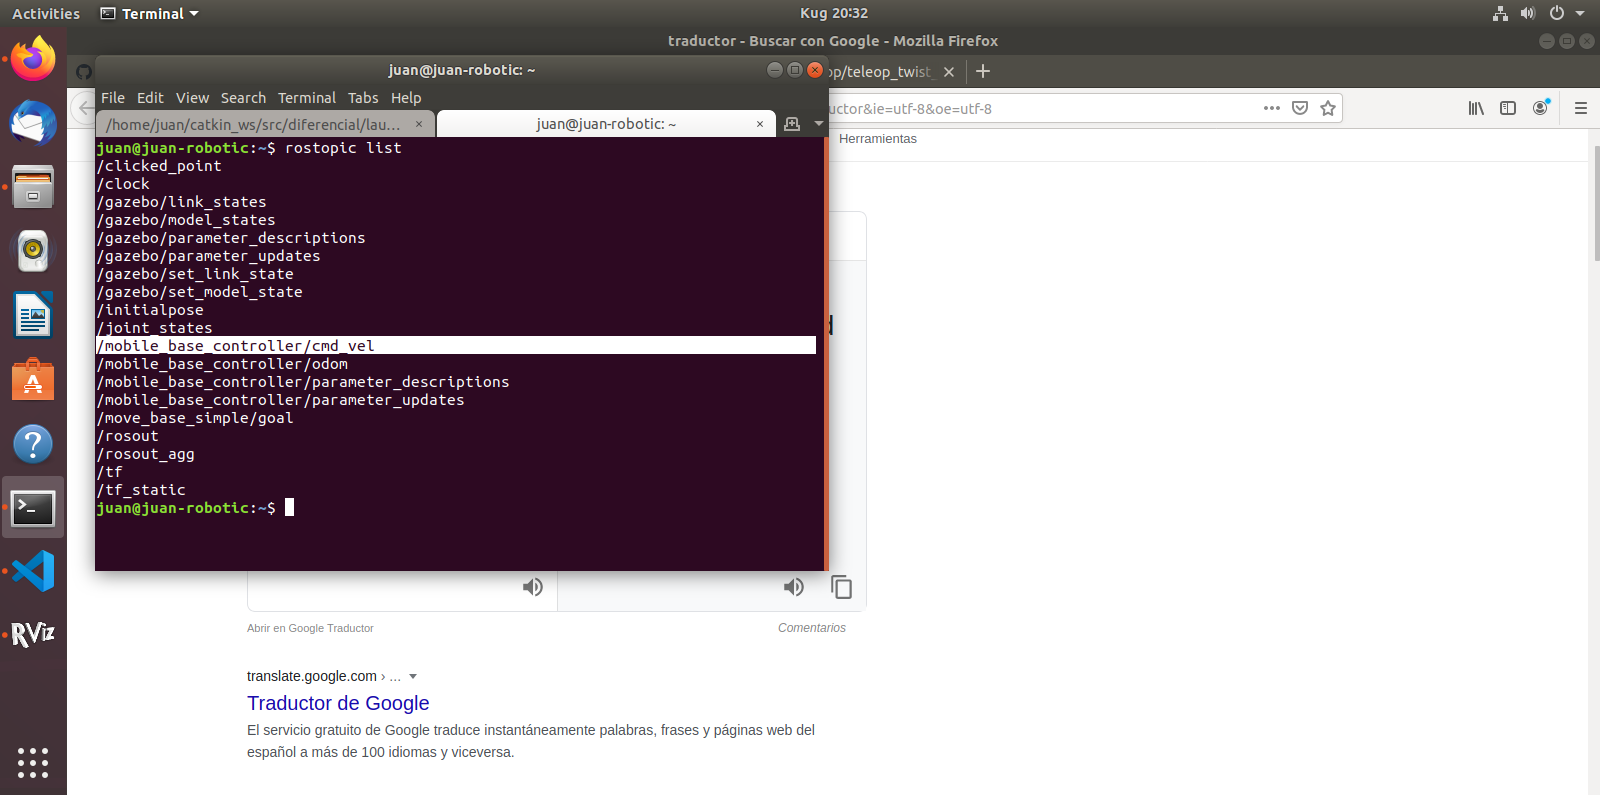 Activities
Terminal
Kug 20:32
traductor - Buscar con Google - Mozilla Firefox
juan@juan-robotic: ~
op/teleop_twist_
File Edit View Search Terminal Tabs Help
uctor&ie=utf-8&oe=utf-8
/home/juan/catkin_ws/src/diferencial/lau...
juan@juan-robotic: ~
Herramientas
juan@juan-robotic:~$ rostopic list
/clicked_point
/clock
/gazebo/link_states
/gazebo/model_states
/gazebo/parameter_descriptions
/gazebo/parameter_updates
/gazebo/set_link_state
/gazebo/set_model_state
/initialpose
/joint_states
/mobile_base_controller/cmd_vel
/mobile_base_controller/odom
/mobile_base_controller/parameter_descriptions
/mobile_base_controller/parameter_updates
/move_base_simple/goal
/rosout
/rosout_agg
/tf
/tf_static
juan@juan-robotic:~$
RViz
Abrir en Google Traductor
Comentarios
translate.google.com › ...
Traductor de Google
El servicio gratuito de Google traduce instantáneamente palabras, frases y páginas web del
español a más de 100 idiomas y viceversa.